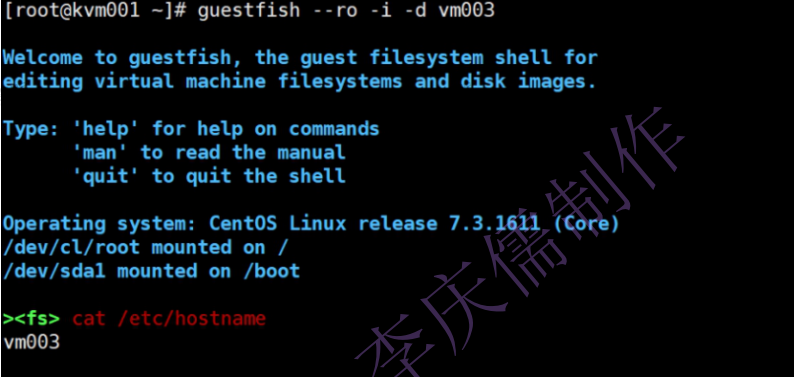 [root@kvm001 ~]# guestfish --ro -i -d vm003
Welcome to guestfish, the guest filesystem shell for
editing virtual machine filesystems and disk images.
Type: 'help' for help on commands
'man' to read the manual
'quit' to quit the shell
Operating system: CentOS Linux release 7.3.1611 (Core)
/dev/cl/root mounted on /
/dev/sda1 mounted on /boot
><fs> cat /etc/hostname
vm003
李庆儒制作